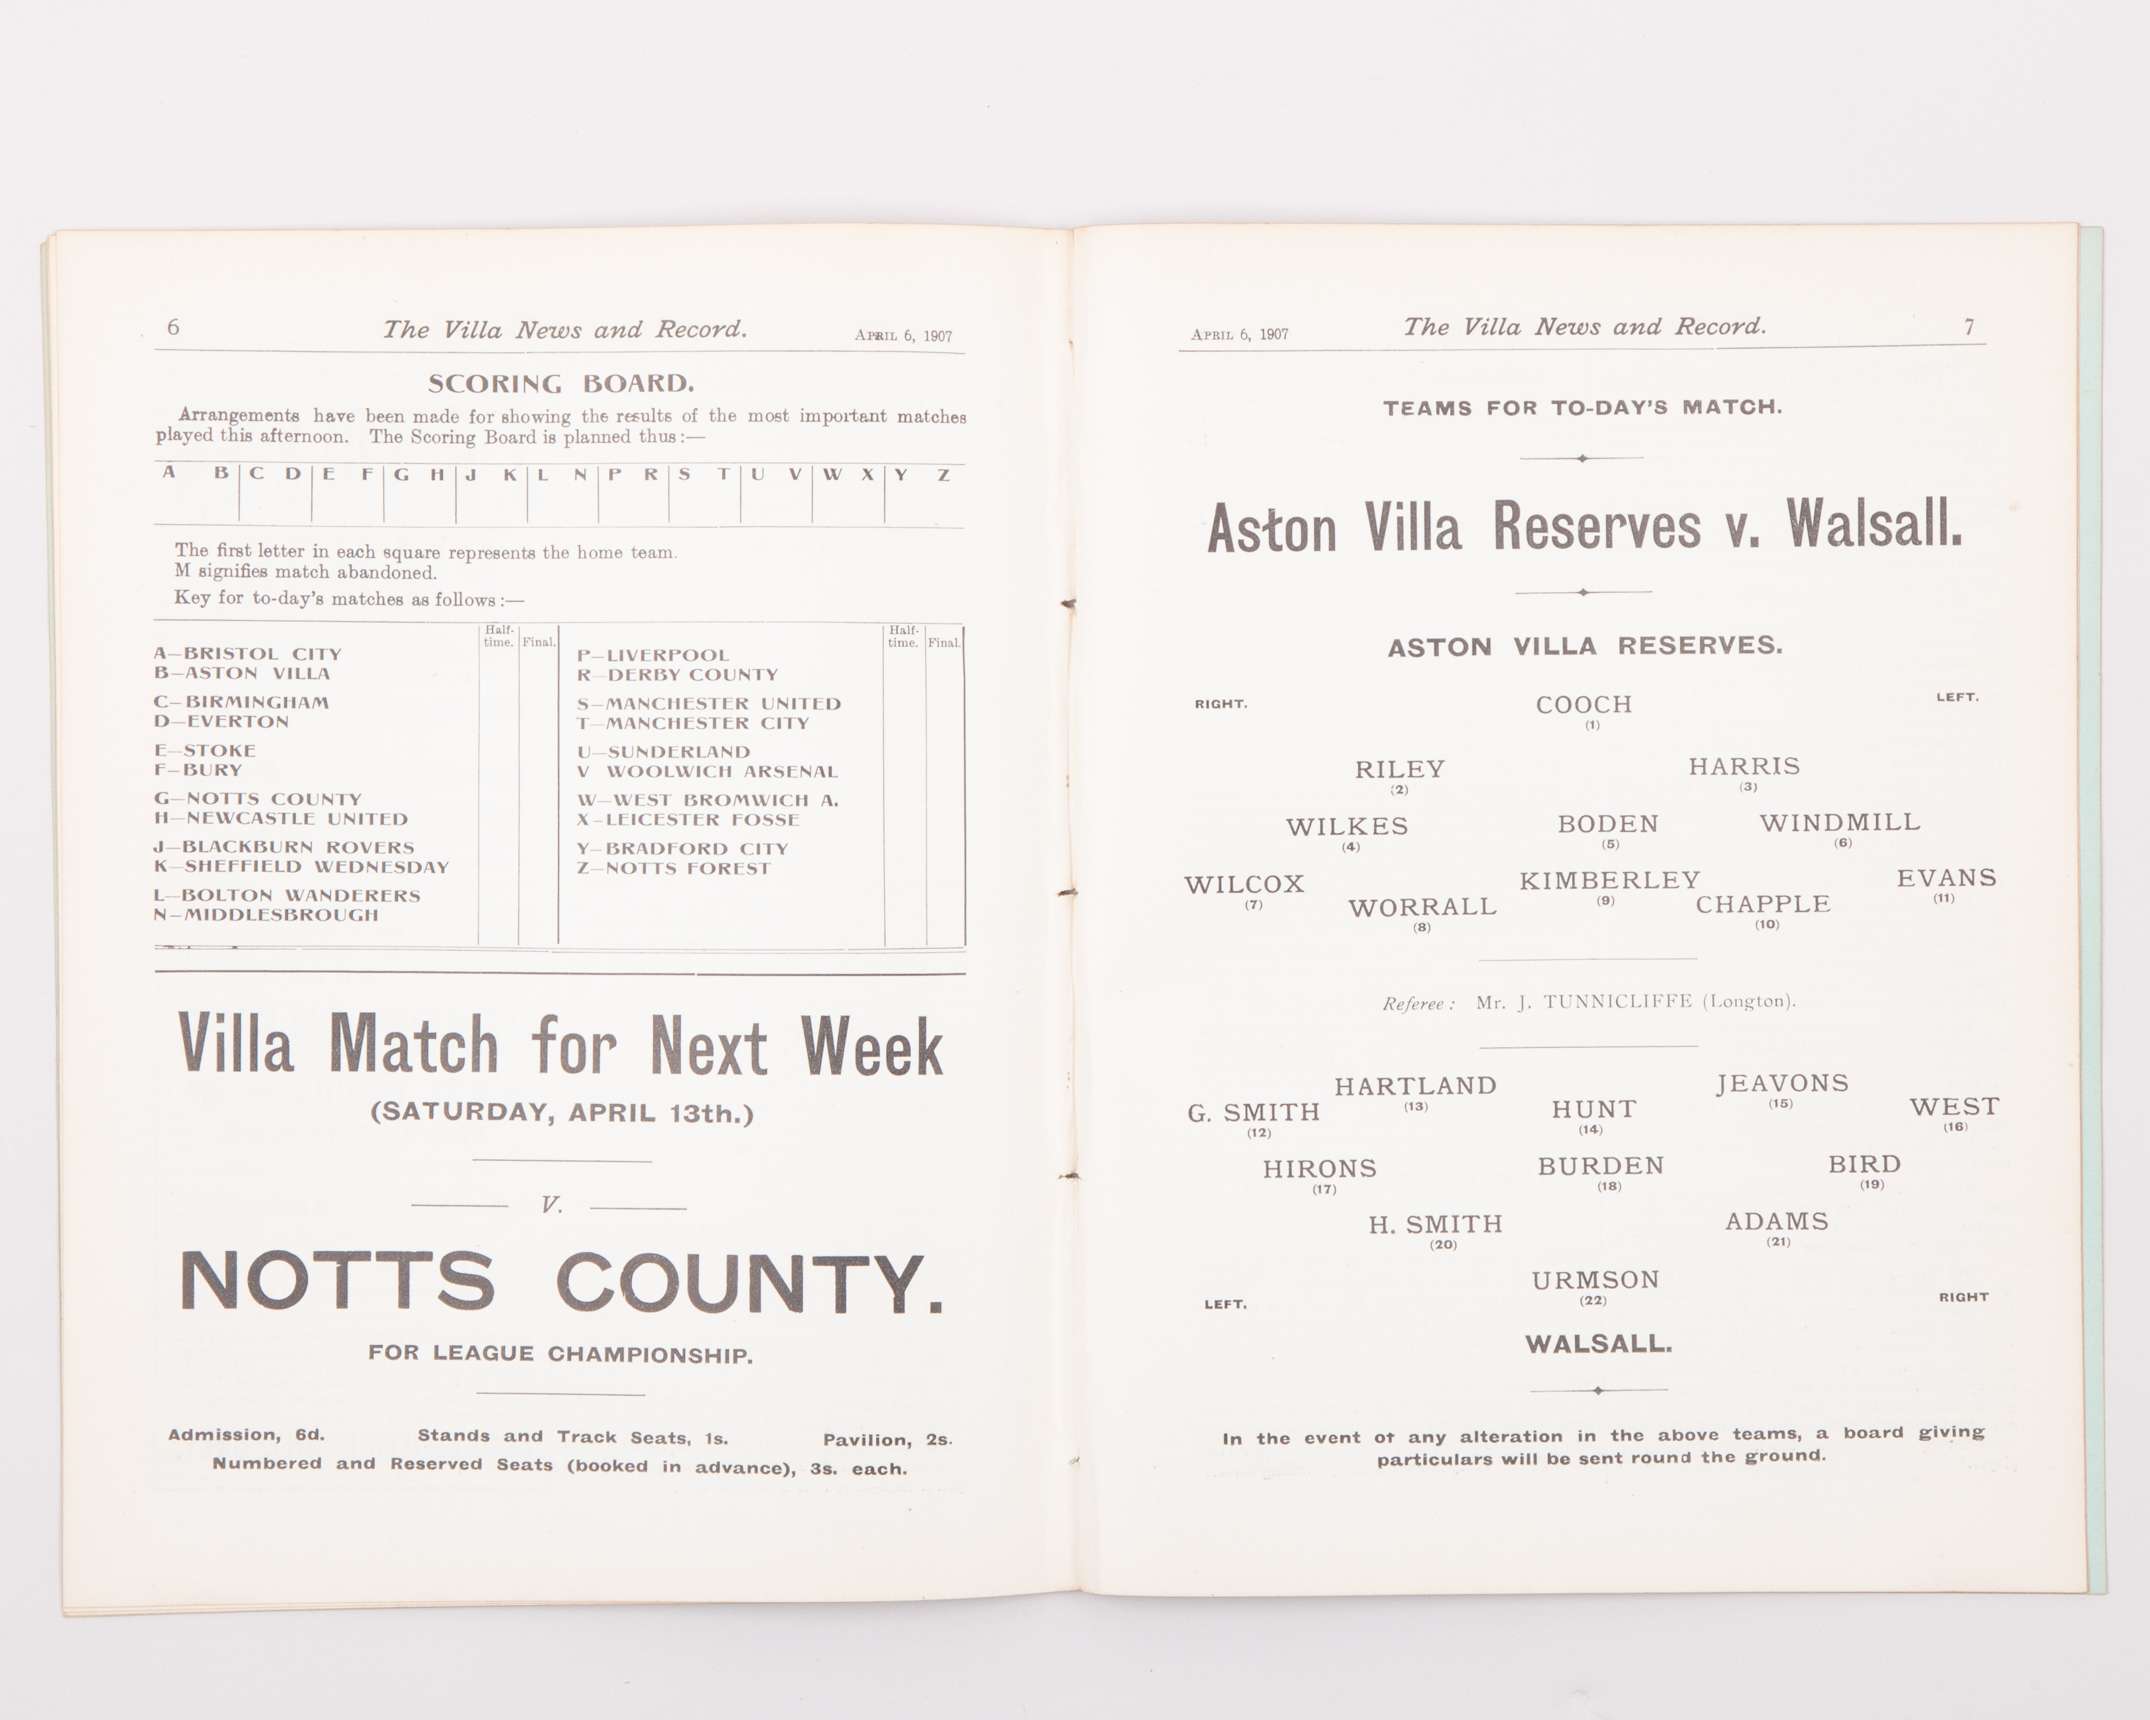 6 The Villa News and Record. APRIL 6, 1907
SCORING BOARD.
Arrangements have been made for showing the results of the most important matches
played this afternoon. The Scoring Board is planned thus:—
A B C D E F G H J K L N P R S T U V W X Y Z
The first letter in each square represents the home team.
M signifies match abandoned.
Key for to-day's matches as follows:—
Half-time. Final.
A—BRISTOL CITY
B—ASTON VILLA
C—BIRMINGHAM
D—EVERTON
E—STOKE
F—BURY
G—NOTTS COUNTY
H—NEWCASTLE UNITED
J—BLACKBURN ROVERS
K—SHEFFIELD WEDNESDAY
L—BOLTON WANDERERS
N—MIDDLESBROUGH
Half-time. Final.
P—LIVERPOOL
R—DERBY COUNTY
S—MANCHESTER UNITED
T—MANCHESTER CITY
U—SUNDERLAND
V WOOLWICH ARSENAL
W—WEST BROMWICH A.
X—LEICESTER FOSSE
Y—BRADFORD CITY
Z—NOTTS FOREST
Villa Match for Next Week
(SATURDAY, APRIL 13th.)
V.
NOTTS COUNTY.
FOR LEAGUE CHAMPIONSHIP.
Admission, 6d. Stands and Track Seats, 1s. Pavilion, 2s.
Numbered and Reserved Seats (booked in advance), 3s. each.
APRIL 6, 1907 The Villa News and Record. 7
TEAMS FOR TO-DAY'S MATCH.
Aston Villa Reserves v. Walsall.
ASTON VILLA RESERVES.
RIGHT. COOCH LEFT.
(1)
RILEY HARRIS
(2) (3)
WILKES BODEN WINDMILL
(4) (5) (6)
WILCOX KIMBERLEY EVANS
(7) (9) (11)
WORRALL CHAPPLE
(8) (10)
Referee: Mr. J. TUNNICLIFFE (Longton).
HARTLAND JEAVONS
(13) (15)
G. SMITH HUNT WEST
(12) (14) (16)
HIRONS BURDEN BIRD
(17) (18) (19)
H. SMITH ADAMS
(20) (21)
URMSON
(22)
LEFT. RIGHT
WALSALL.
In the event of any alteration in the above teams, a board giving
particulars will be sent round the ground.